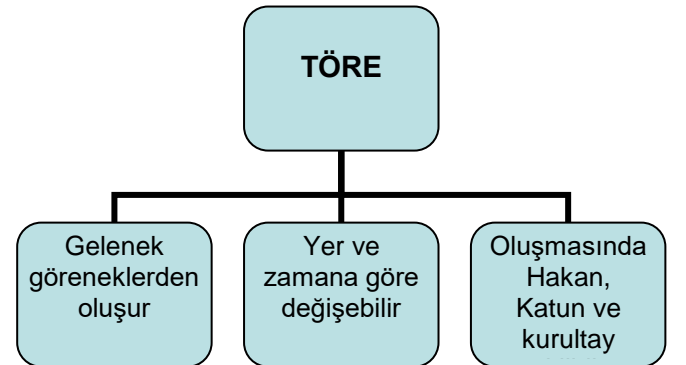 TÖRE
Gelenek
göreneklerden
oluşur
Yer ve
zamana göre
değişebilir
Oluşmasında
Hakan,
Katun ve
kurultay